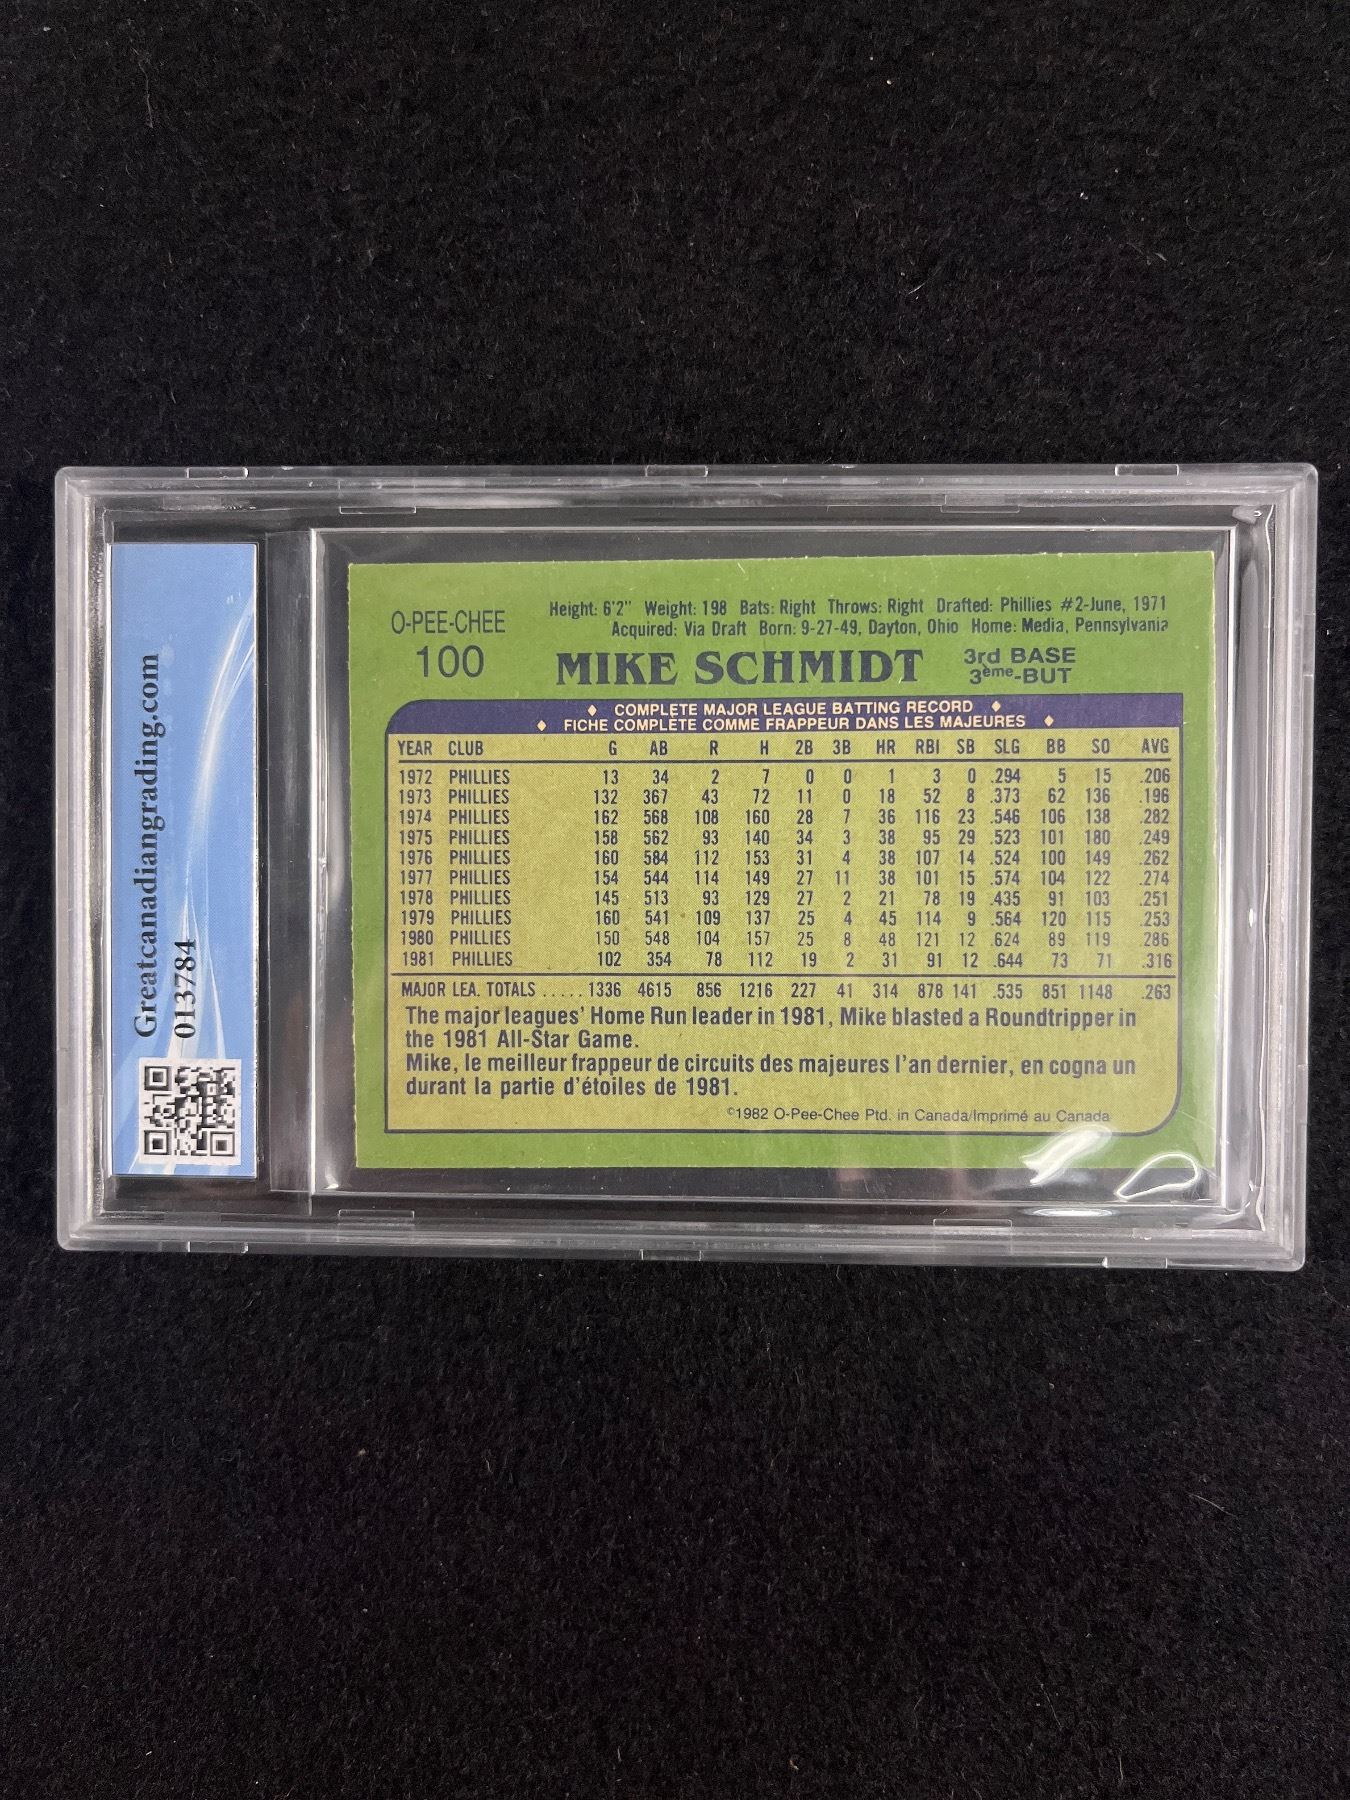 Greatcanadiangrading.com
013784
O-PEE-CHEE
100
Height: 6'2" Weight: 198 Bats: Right Throws: Right Drafted: Phillies #2-June, 1971
Acquired: Via Draft Born: 9-27-49, Dayton, Ohio Home: Media, Pennsylvania
MIKE SCHMIDT
3rd BASE
3ème-BUT
♦ COMPLETE MAJOR LEAGUE BATTING RECORD ♦
♦ FICHE COMPLÈTE COMME FRAPPEUR DANS LES MAJEURES ♦
YEAR CLUB G AB R H 2B 3B HR RBI SB SLG BB SO AVG
1972 PHILLIES 13 34 2 7 0 0 1 3 0 .294 5 15 .206
1973 PHILLIES 132 367 43 72 11 0 18 52 8 .373 62 136 .196
1974 PHILLIES 162 568 108 160 28 7 36 116 23 .546 106 138 .282
1975 PHILLIES 158 562 93 140 34 3 38 95 29 .523 101 180 .249
1976 PHILLIES 160 584 112 153 31 4 38 107 14 .524 100 149 .262
1977 PHILLIES 154 544 114 149 27 11 38 101 15 .574 104 122 .274
1978 PHILLIES 145 513 93 129 27 2 21 78 19 .435 91 103 .251
1979 PHILLIES 160 541 109 137 25 4 45 114 9 .564 120 115 .253
1980 PHILLIES 150 548 104 157 25 8 48 121 12 .624 89 119 .286
1981 PHILLIES 102 354 78 112 19 2 31 91 12 .644 73 71 .316
MAJOR LEA. TOTALS ..... 1336 4615 856 1216 227 41 314 878 141 .535 851 1148 .263
The major leagues' Home Run leader in 1981, Mike blasted a Roundtripper in
the 1981 All-Star Game.
Mike, le meilleur frappeur de circuits des majeures l'an dernier, en cogna un
durant la partie d'étoiles de 1981.
©1982 O-Pee-Chee Ptd. in Canada/Imprimé au Canada